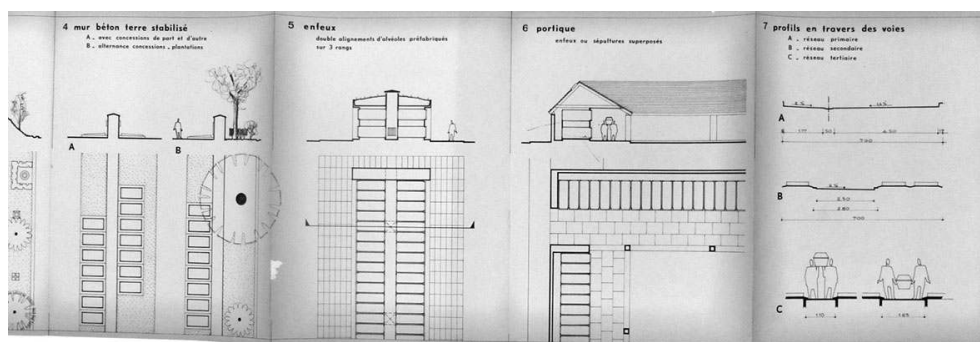 4 mur béton terre stabilisé
A. avec concessions de part et d'autre
B. alternance concessions, plantations
A
B
5 enfeux
double alignements d'alvéoles préfabriqués
sur 3 rangs
6 portique
enfeux ou sépultures superposés
7 profils en travers des voies
A. réseau primaire
B. réseau secondaire
C. réseau tertiaire
A
B
C